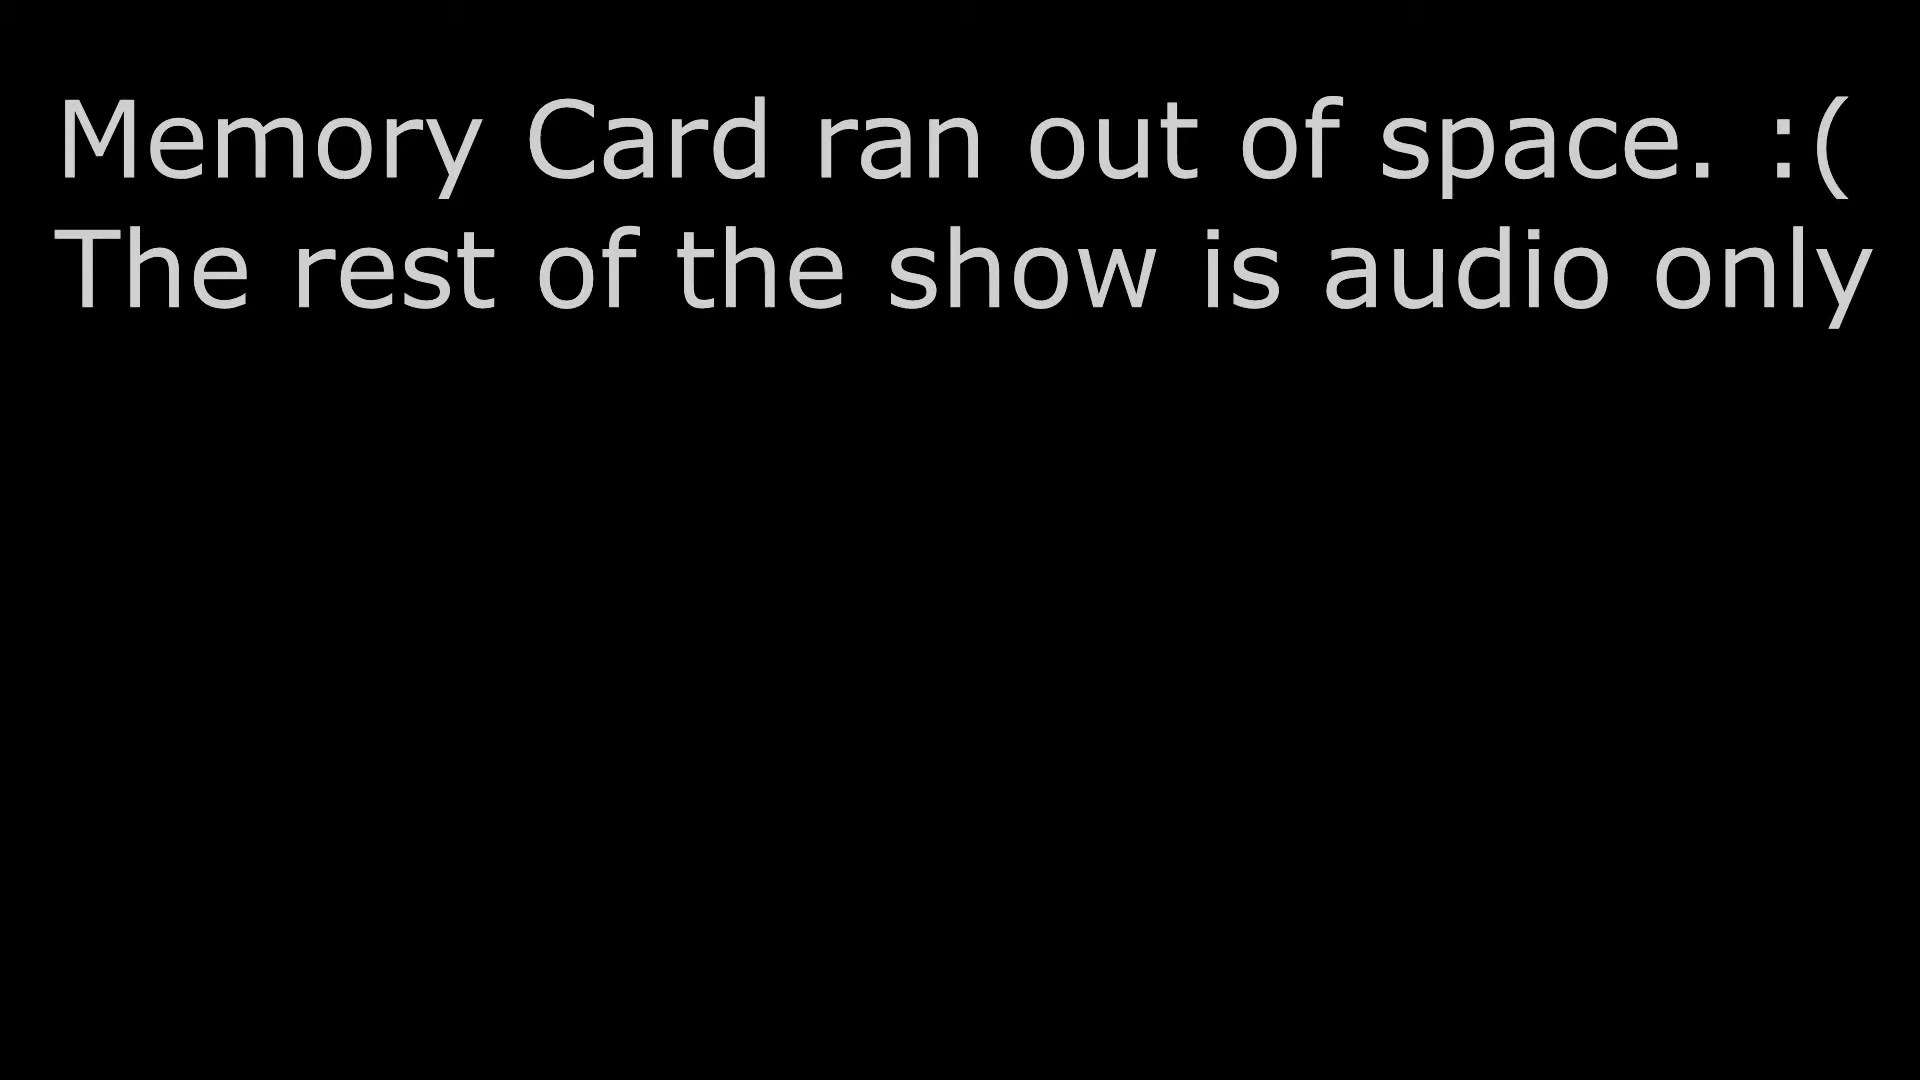 Memory Card ran out of space. :(
The rest of the show is audio only